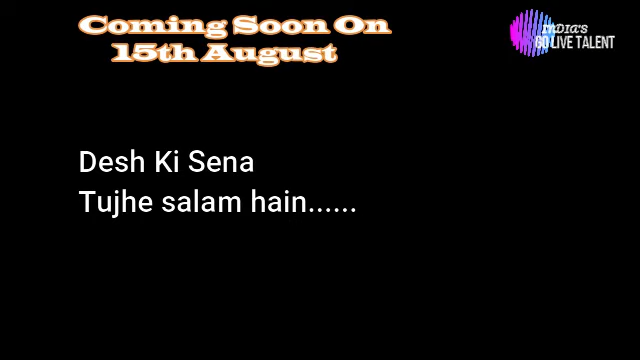 Coming Soon On
15th August
INDIA'S
GO LIVE TALENT
Desh Ki Sena
Tujhe salam hain......